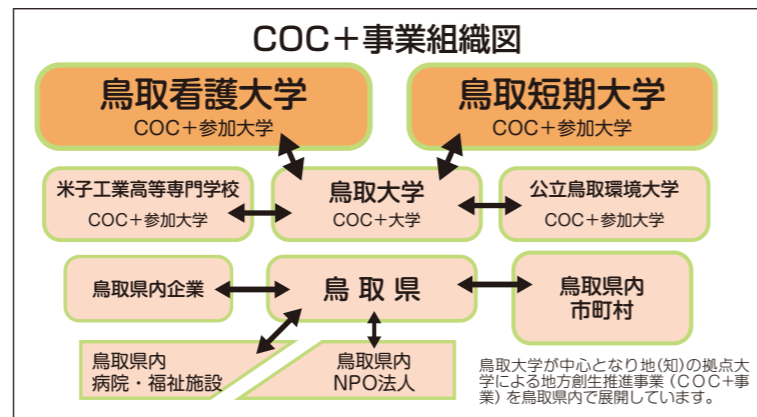 COC＋事業組織図
鳥取看護大学
COC＋参加大学
鳥取短期大学
COC＋参加大学
米子工業高等専門学校
COC＋参加大学
鳥取大学
COC＋大学
公立鳥取環境大学
COC＋参加大学
鳥取県内企業
鳥取県
鳥取県内
市町村
鳥取県内
病院・福祉施設
鳥取県内
NPO法人
鳥取大学が中心となり地(知)の拠点大
学による地方創生推進事業（COC＋事
業）を鳥取県内で展開しています。